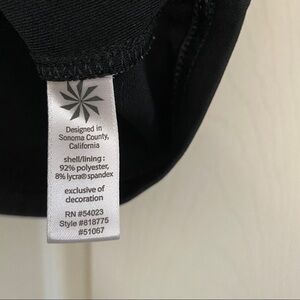 Designed in
Sonoma County,
California
shell/lining:
92% polyester,
8% lycra® spandex
exclusive of
decoration
RN #54023
Style #818775
#51067